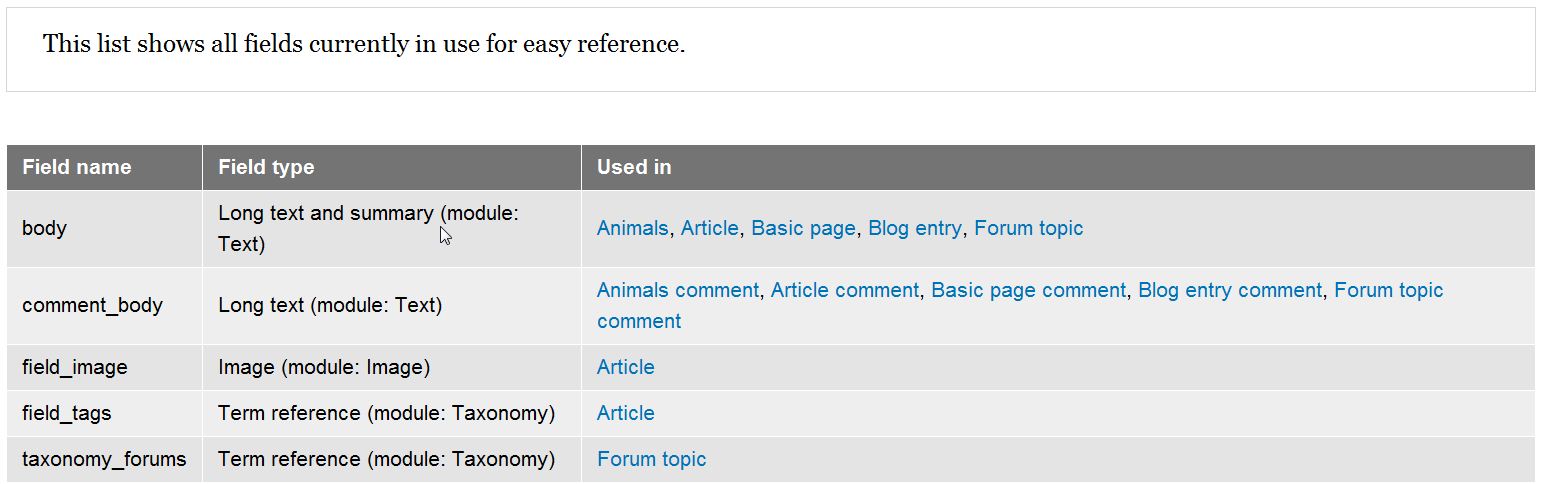 This list shows all fields currently in use for easy reference.
Field name Field type Used in
body Long text and summary (module: Text) Animals, Article, Basic page, Blog entry, Forum topic
comment_body Long text (module: Text) Animals comment, Article comment, Basic page comment, Blog entry comment, Forum topic comment
field_image Image (module: Image) Article
field_tags Term reference (module: Taxonomy) Article
taxonomy_forums Term reference (module: Taxonomy) Forum topic